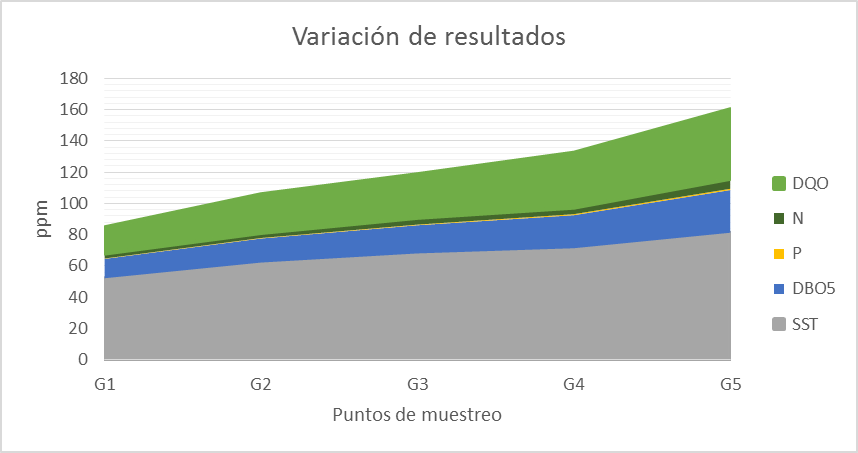 Variación de resultados
180
160
140
120
100
80
60
40
20
0
ppm
G1 G2 G3 G4 G5
Puntos de muestreo
DQO
N
P
DBO5
SST